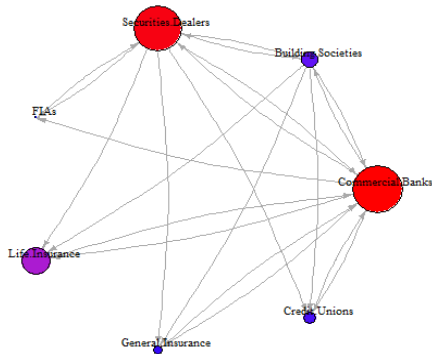 Securities Dealers
Building Societies
FIAs
Commercial Banks
Life Insurance
Credit Unions
General Insurance